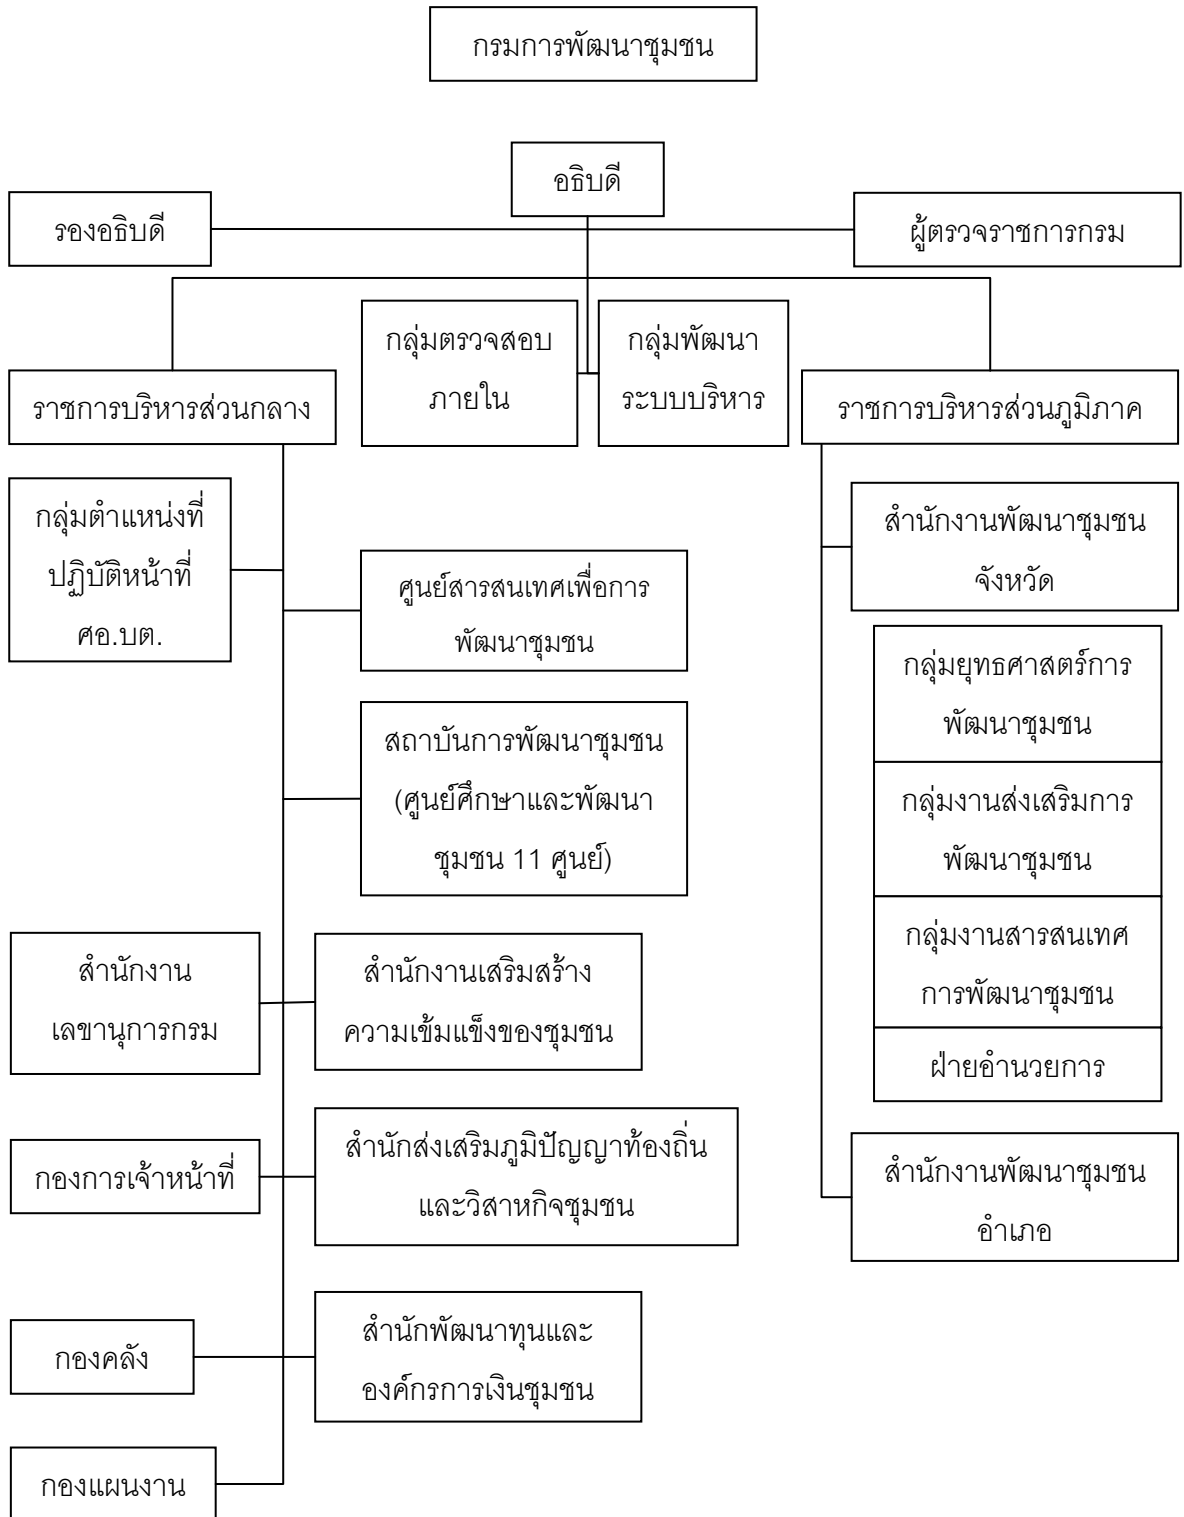 กรมการพัฒนาชุมชน
อธิบดี
รองอธิบดี
ผู้ตรวจราชการกรม
กลุ่มตรวจสอบ
ภายใน
กลุ่มพัฒนา
ระบบบริหาร
ราชการบริหารส่วนกลาง
ราชการบริหารส่วนภูมิภาค
กลุ่มตำแหน่งที่
ปฏิบัติหน้าที่
ศอ.บต.
ศูนย์สารสนเทศเพื่อการ
พัฒนาชุมชน
สถาบันการพัฒนาชุมชน
(ศูนย์ศึกษาและพัฒนา
ชุมชน 11 ศูนย์)
สำนักงาน
เลขานุการกรม
สำนักงานเสริมสร้าง
ความเข้มแข็งของชุมชน
กองการเจ้าหน้าที่
สำนักส่งเสริมภูมิปัญญาท้องถิ่น
และวิสาหกิจชุมชน
กองคลัง
สำนักพัฒนาทุนและ
องค์กรการเงินชุมชน
กองแผนงาน
สำนักงานพัฒนาชุมชน
จังหวัด
กลุ่มยุทธศาสตร์การ
พัฒนาชุมชน
กลุ่มงานส่งเสริมการ
พัฒนาชุมชน
กลุ่มงานสารสนเทศ
การพัฒนาชุมชน
ฝ่ายอำนวยการ
สำนักงานพัฒนาชุมชน
อำเภอ